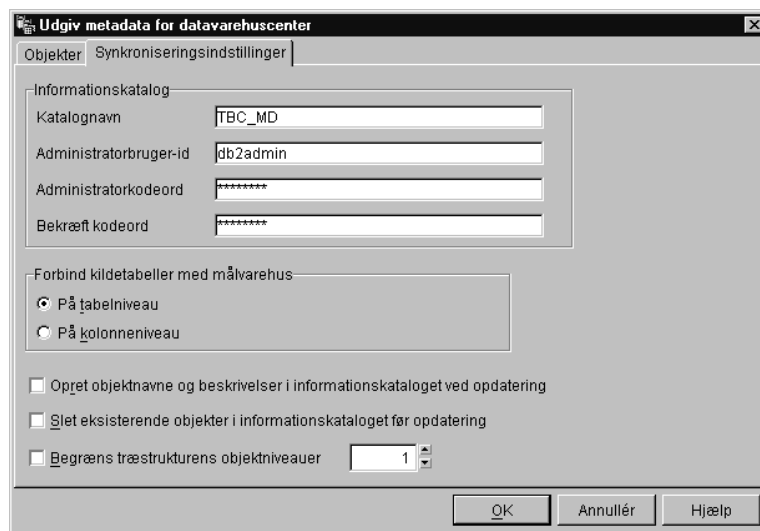 Udgiv metadata for datavarehuscenter
Objekter Synkroniseringsindstillinger
Informationskatalog
Katalognavn TBC_MD
Administratorbruger-id db2admin
Administratorkodeord ********
Bekræft kodeord ********
Forbind kildetabeller med målvarehus
På tabelniveau
På kolonneniveau
Opret objektnavne og beskrivelser i informationskataloget ved opdatering
Slet eksisterende objekter i informationskataloget før opdatering
Begræns træstrukturens objektniveauer 1
OK Annullér Hjælp